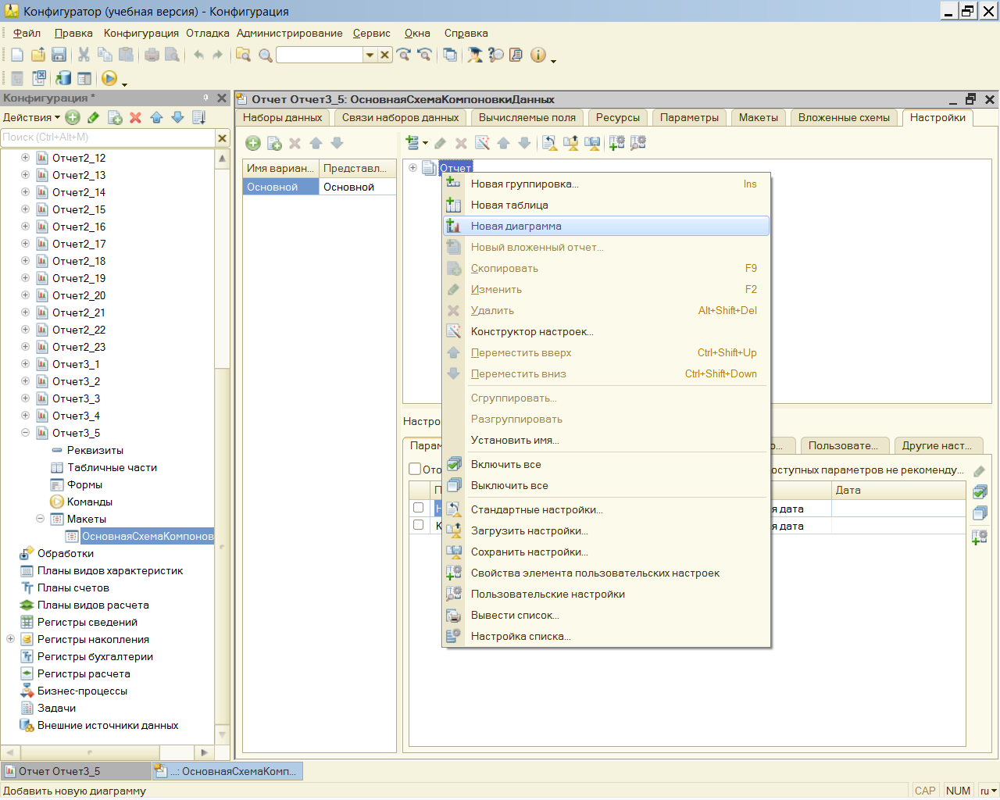 Конфигуратор (учебная версия) - Конфигурация
Файл Правка Конфигурация Отладка Администрирование Сервис Окна Справка
Конфигурация *
Действия
Поиск (Ctrl+Alt+M)
Отчет2_12
Отчет2_13
Отчет2_14
Отчет2_15
Отчет2_16
Отчет2_17
Отчет2_18
Отчет2_19
Отчет2_20
Отчет2_21
Отчет2_22
Отчет2_23
Отчет3_1
Отчет3_2
Отчет3_3
Отчет3_4
Отчет3_5
Реквизиты
Табличные части
Формы
Команды
Макеты
ОсновнаяСхемаКомпонов
Обработки
Планы видов характеристик
Планы счетов
Планы видов расчета
Регистры сведений
Регистры накопления
Регистры бухгалтерии
Регистры расчета
Бизнес-процессы
Задачи
Внешние источники данных
Отчет Отчет3_5: ОсновнаяСхемаКомпоновкиДанных
Наборы данных Связи наборов данных Вычисляемые поля Ресурсы Параметры Макеты Вложенные схемы Настройки
Имя вариан... Представл...
Основной Основной
Отчет
Новая группировка... Ins
Новая таблица
Новая диаграмма
Новый вложенный отчет...
Скопировать F9
Изменить F2
Удалить Alt+Shift+Del
Конструктор настроек...
Переместить вверх Ctrl+Shift+Up
Переместить вниз Ctrl+Shift+Down
Сгруппировать...
Разгруппировать
Установить имя...
Включить все
Выключить все
Стандартные настройки...
Загрузить настройки...
Сохранить настройки...
Свойства элемента пользовательских настроек
Пользовательские настройки
Вывести список...
Настройка списка...
Настро
Парам о... Пользовате... Другие наст...
Ото оступных параметров не рекоменду...
Дата
я дата
я дата
Отчет Отчет3_5 ...: ОсновнаяСхемаКомп...
Добавить новую диаграмму CAP NUM ru